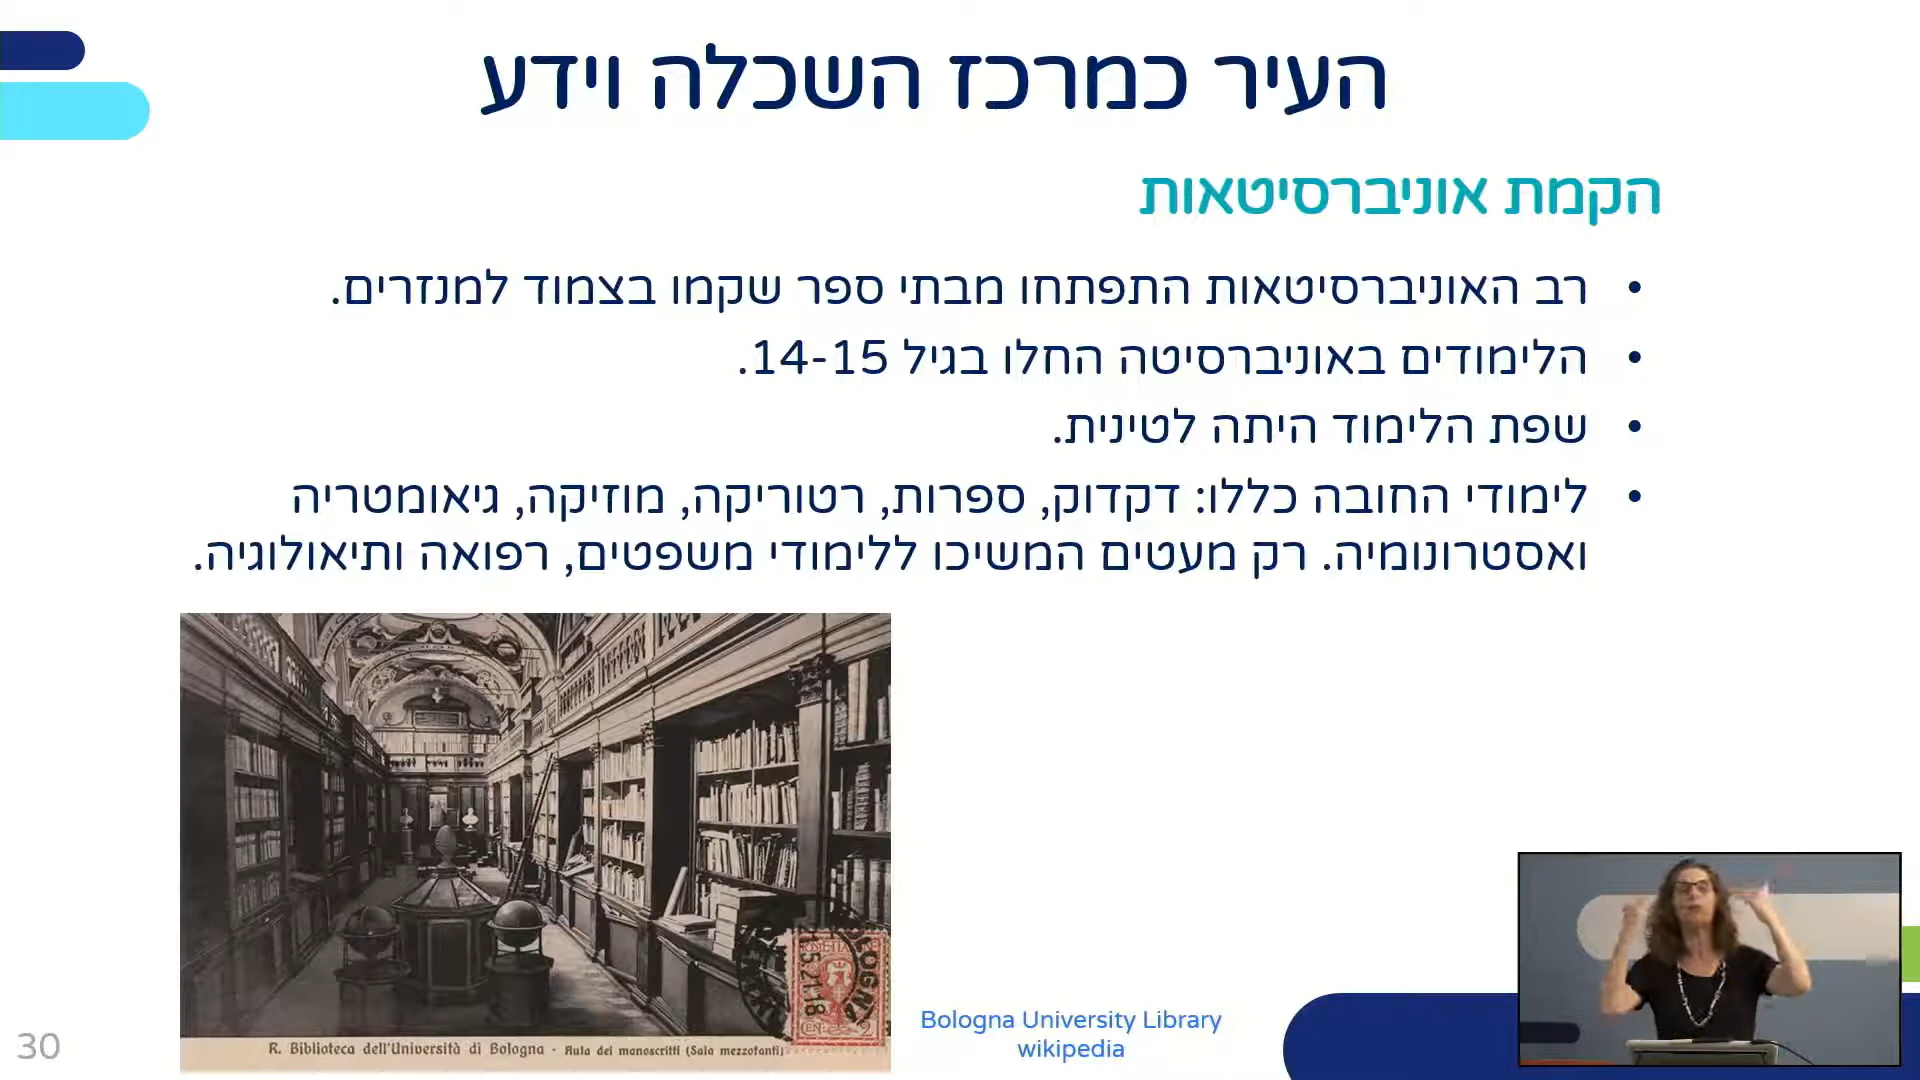 העיר כמרכז השכלה וידע
הקמת אוניברסיטאות
• רב האוניברסיטאות התפתחו מבתי ספר שקמו בצמוד למנזרים.
• הלימודים באוניברסיטה החלו בגיל 14-15.
• שפת הלימוד היתה לטינית.
• לימודי החובה כללו: דקדוק, ספרות, רטוריקה, מוזיקה, גיאומטריה
ואסטרונומיה. רק מעטים המשיכו ללימודי משפטים, רפואה ותיאולוגיה.
R. Biblioteca dell'Università di Bologna - Aula dei manoscritti (Sala mezzofanti)
Bologna University Library
wikipedia
30